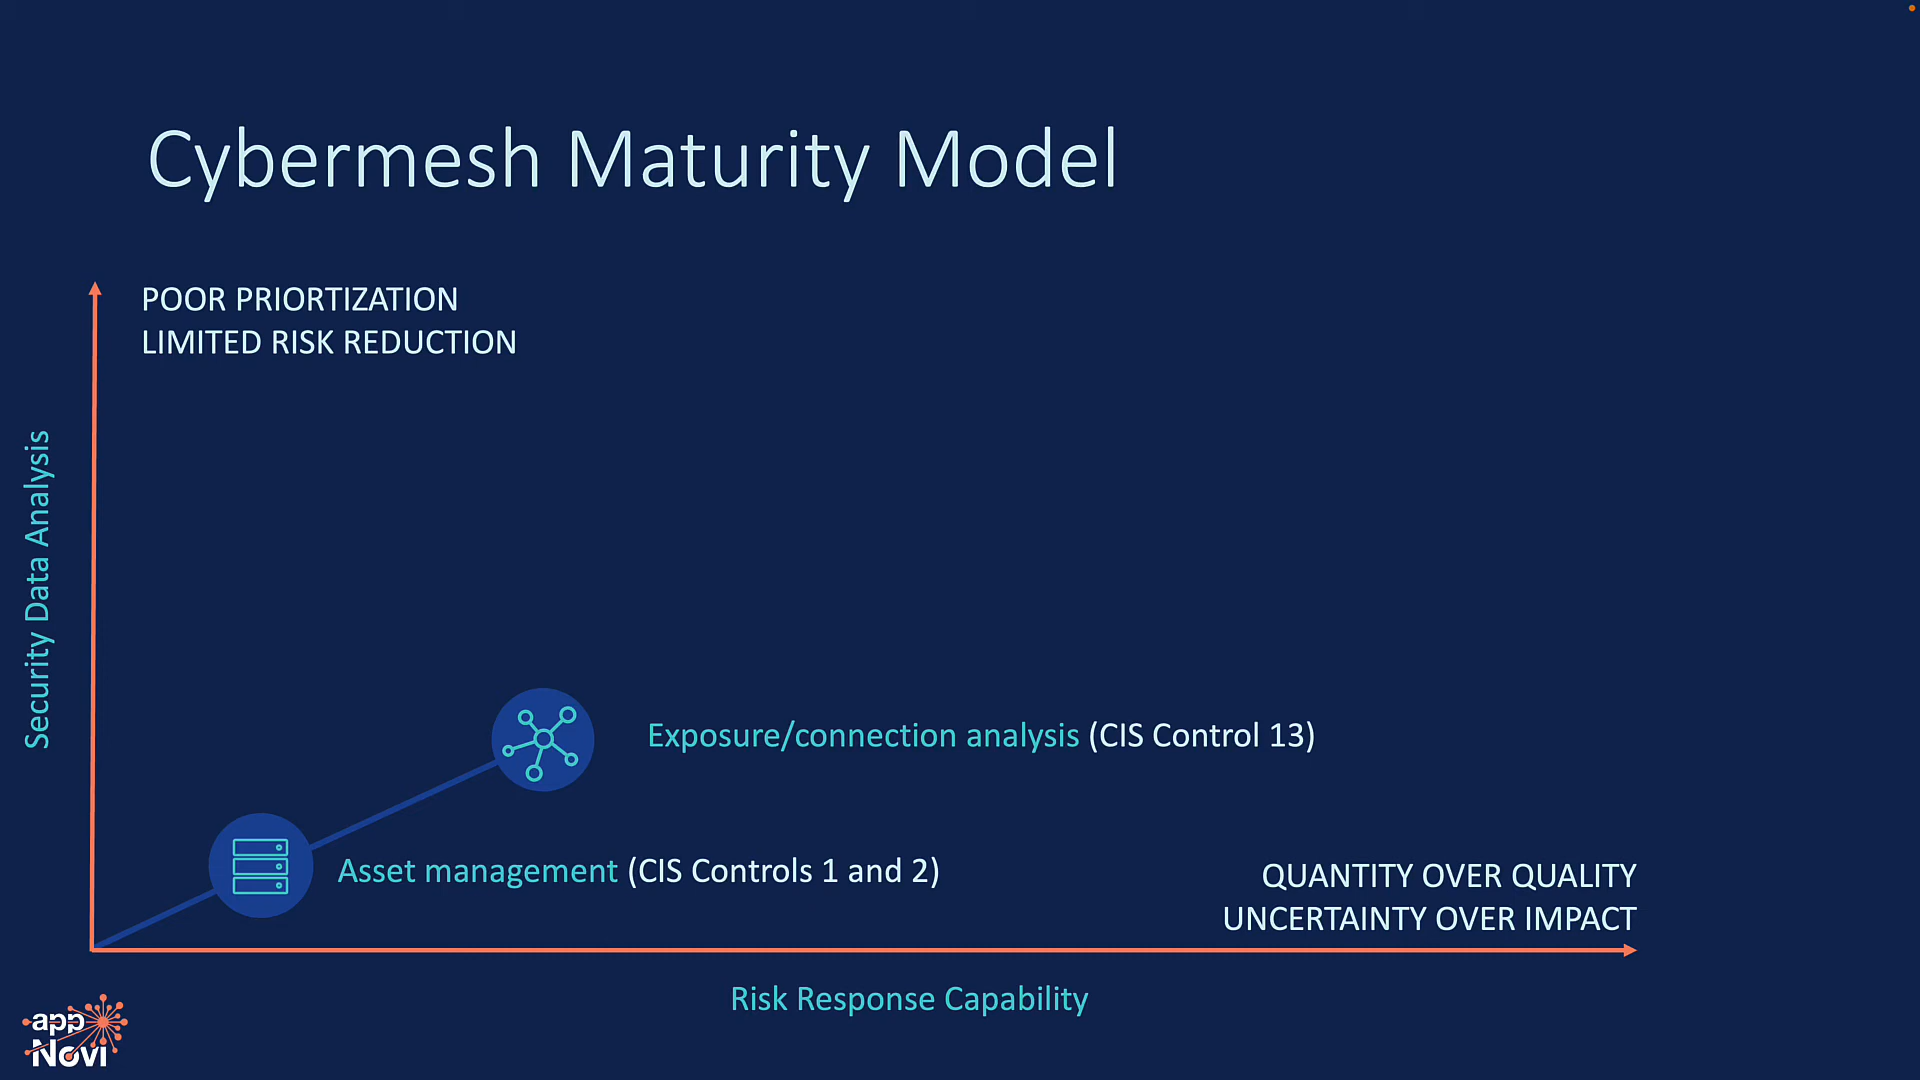 Cybermesh Maturity Model
POOR PRIORTIZATION
LIMITED RISK REDUCTION
Security Data Analysis
Exposure/connection analysis (CIS Control 13)
Asset management (CIS Controls 1 and 2)
QUANTITY OVER QUALITY
UNCERTAINTY OVER IMPACT
Risk Response Capability
app
Novi